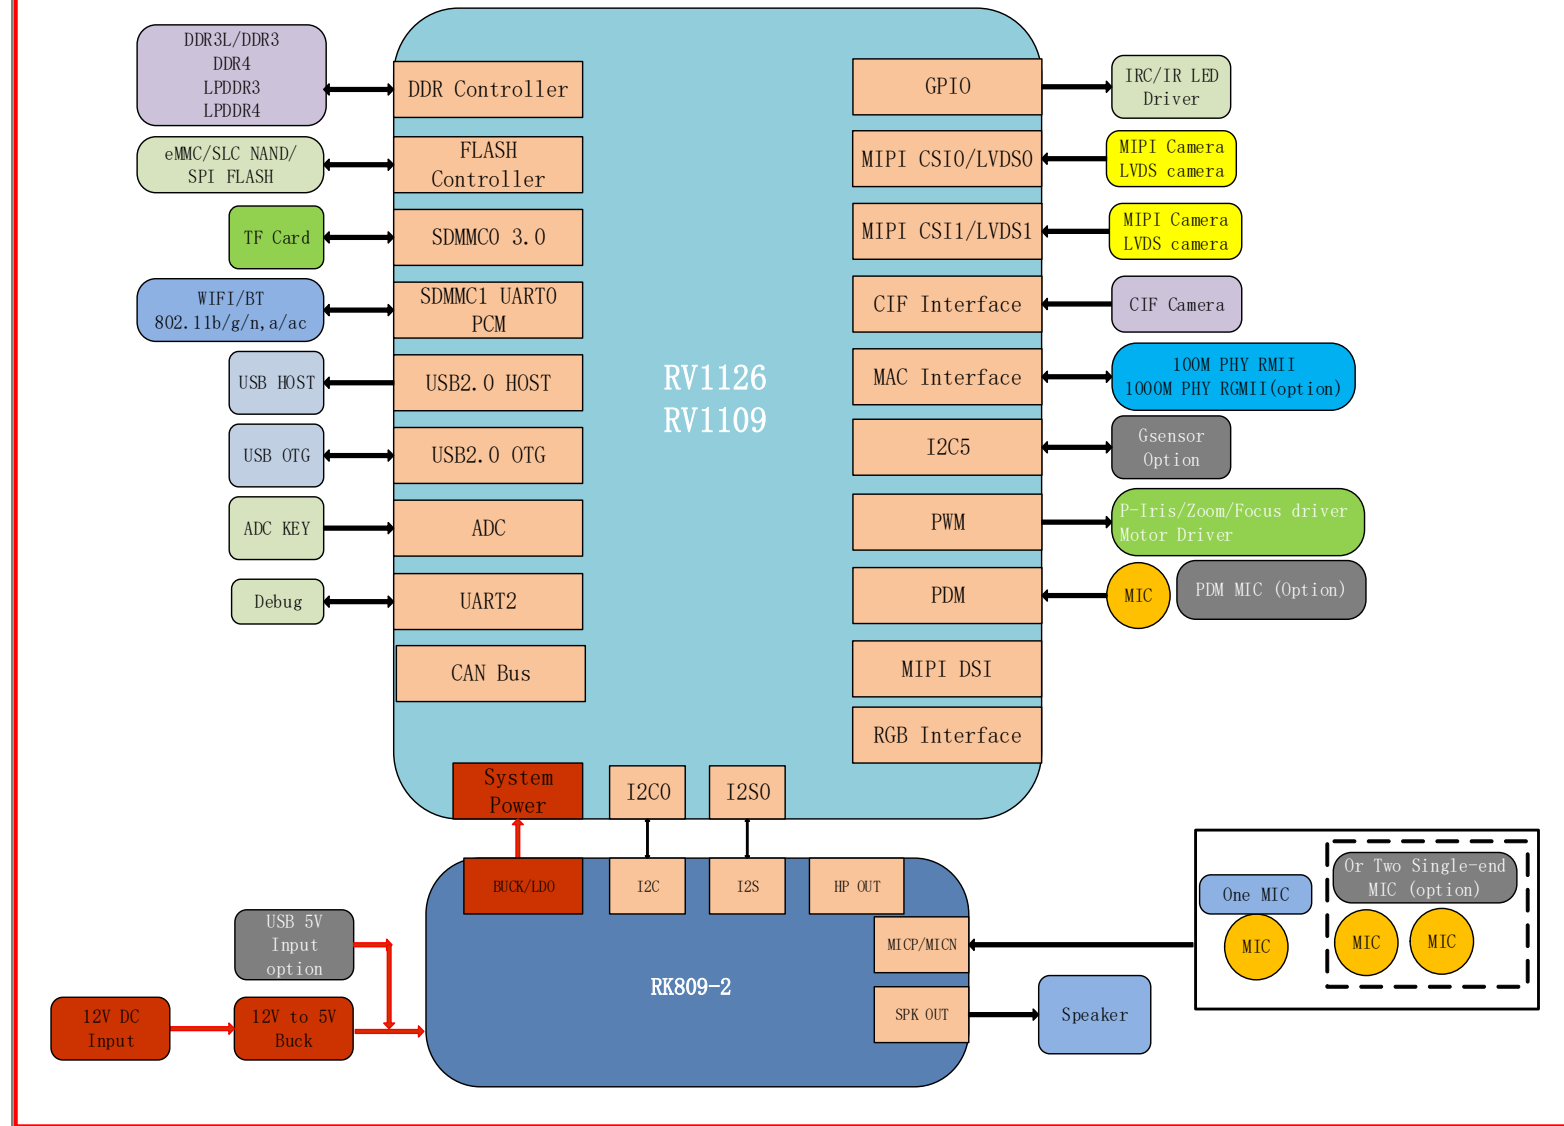 DDR3L/DDR3
DDR4
LPDDR3
LPDDR4
DDR Controller
eMMC/SLC NAND/
SPI FLASH
FLASH
Controller
TF Card
SDMMC0 3.0
WIFI/BT
802.11b/g/n,a/ac
SDMMC1 UART0
PCM
USB HOST
USB2.0 HOST
USB OTG
USB2.0 OTG
ADC KEY
ADC
Debug
UART2
CAN Bus
RV1126
RV1109
GPIO
IRC/IR LED
Driver
MIPI CSI0/LVDS0
MIPI Camera
LVDS camera
MIPI CSI1/LVDS1
MIPI Camera
LVDS camera
CIF Interface
CIF Camera
MAC Interface
100M PHY RMII
1000M PHY RGMII(option)
I2C5
Gsensor
Option
PWM
P-Iris/Zoom/Focus driver
Motor Driver
PDM
MIC
PDM MIC (Option)
MIPI DSI
RGB Interface
System
Power
I2C0
I2S0
BUCK/LDO
I2C
I2S
HP OUT
MICP/MICN
SPK OUT
RK809-2
USB 5V
Input
option
12V DC
Input
12V to 5V
Buck
Speaker
One MIC
MIC
Or Two Single-end
MIC (option)
MIC
MIC